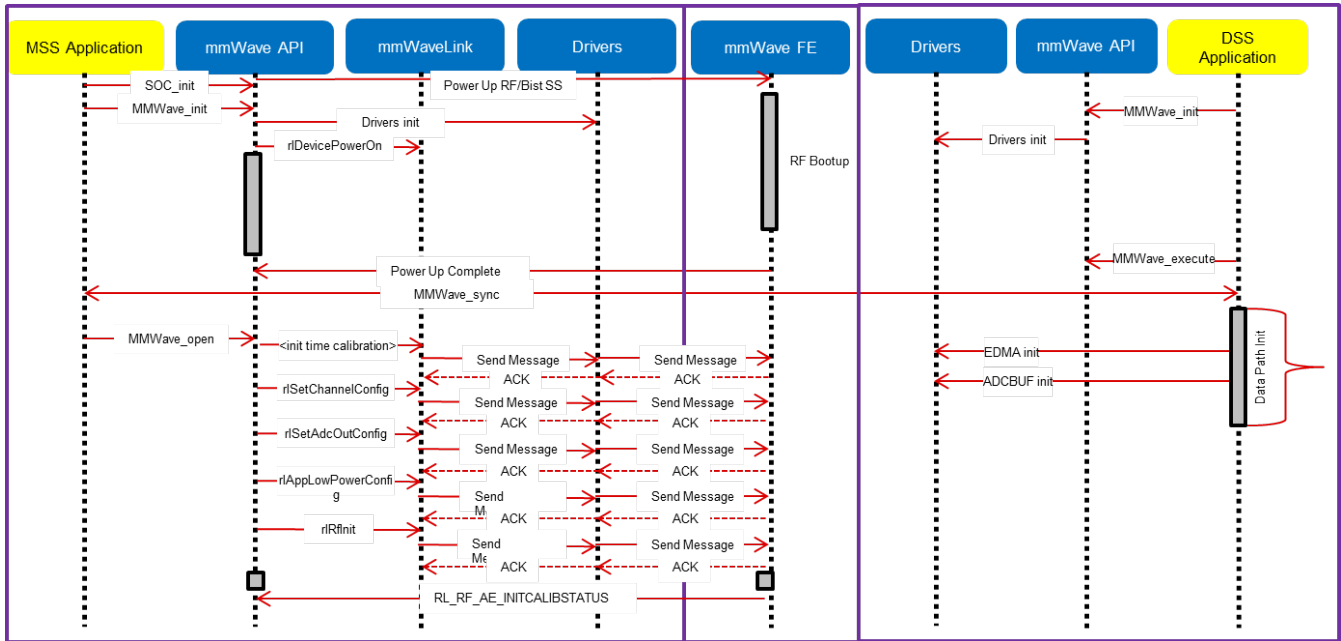 MSS Application
mmWave API
mmWaveLink
Drivers
mmWave FE
Drivers
mmWave API
DSS
Application
SOC_init
Power Up RF/Bist SS
MMWave_init
MMWave_init
Drivers init
Drivers init
rlDevicePowerOn
RF Bootup
MMWave_execute
Power Up Complete
MMWave_sync
MMWave_open
<init time calibration>
Send Message
Send Message
EDMA init
ACK
ACK
rlSetChannelConfig
ADCBUF init
Data Path Init
Send Message
Send Message
ACK
ACK
rlSetAdcOutConfig
Send Message
Send Message
ACK
ACK
rlAppLowPowerConfi
g
Send
Send Message
ACK
ACK
rlRfInit
Send
Send Message
ACK
ACK
RL_RF_AE_INITCALIBSTATUS